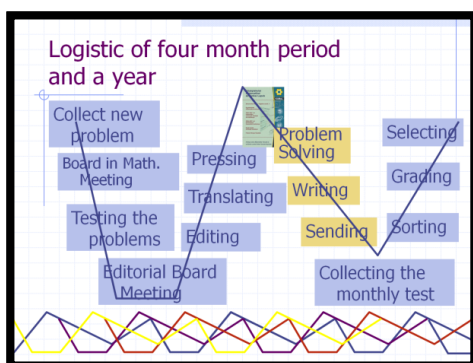 Logistic of four month period
and a year
Collect new
problem
Board in Math.
Meeting
Testing the
problems
Editorial Board
Meeting
Editing
Translating
Pressing
Problem
Solving
Writing
Sending
Collecting the
monthly test
Sorting
Grading
Selecting